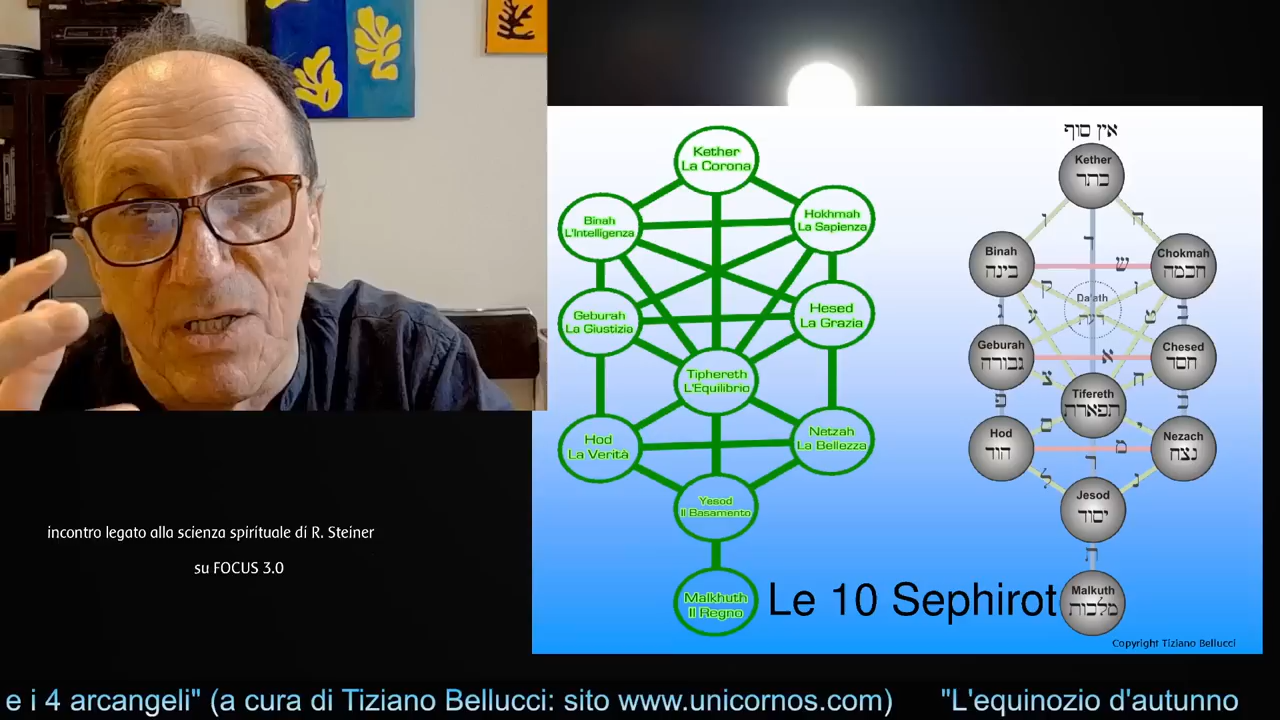 Kether
La Corona
Binah
L'Intelligenza
Hokhmah
La Sapienza
Geburah
La Giustizia
Hesed
La Grazia
Tiphereth
L'Equilibrio
Hod
La Verità
Netzah
La Bellezza
Yesod
Il Basamento
Malkhuth
Il Regno
אין סוף
Kether
כתר
Binah
בינה
Chokmah
חכמה
Da'ath
דעת
Geburah
גבורה
Chesed
חסד
Tifereth
תפארת
Hod
הוד
Nezach
נצח
Jesod
יסוד
Malkuth
מלכות
Le 10 Sephirot
Copyright Tiziano Bellucci
incontro legato alla scienza spirituale di R. Steiner
su FOCUS 3.0
e i 4 arcangeli" (a cura di Tiziano Bellucci: sito www.unicornos.com) "L'equinozio d'autunno